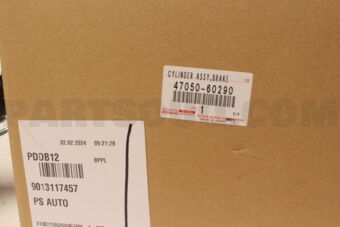 CYLINDER ASSY,BRAKE
47050-60290
1
02.02.2024 09:21:28
PDDB12
BPPL
9013117457
PS AUTO